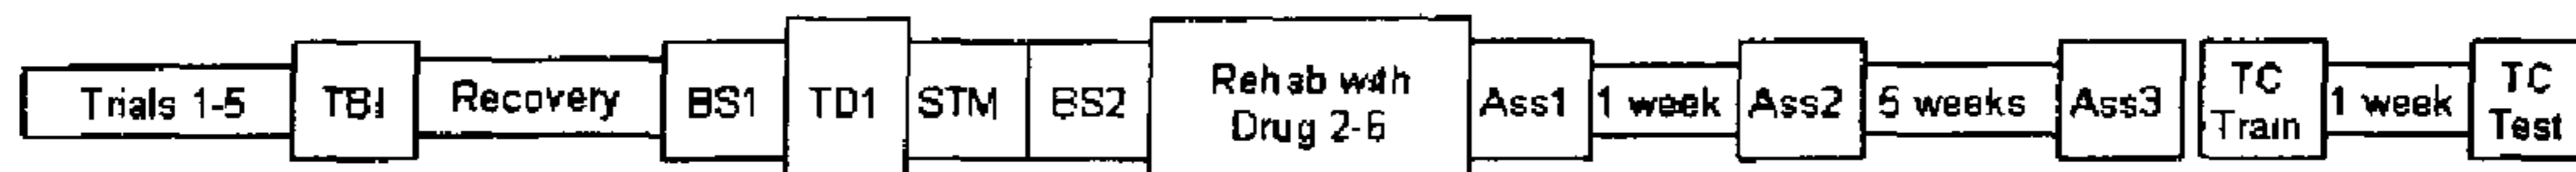 Trials 1-5
TBI
Recovery
BS1
TD1
STM
BS2
Rehab with
Drug 2-6
Ass1
1 week
Ass2
5 weeks
Ass3
TC
Train
1 week
TC
Test